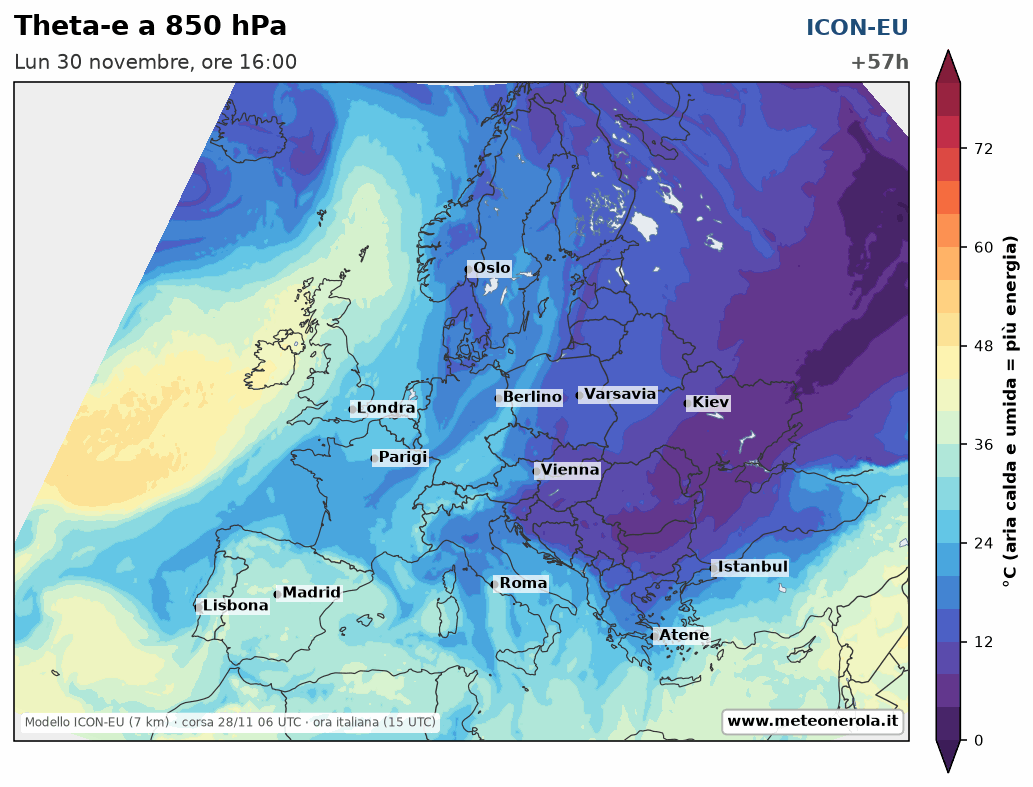 Theta-e a 850 hPa
ICON-EU
Lun 30 novembre, ore 16:00
+57h
Oslo
Berlino
Varsavia
Kiev
Londra
Parigi
Vienna
Istanbul
Roma
Madrid
Lisbona
Atene
Modello ICON-EU (7 km) · corsa 28/11 06 UTC · ora italiana (15 UTC)
www.meteonerola.it
72
60
48
36
24
12
0
°C (aria calda e umida = più energia)